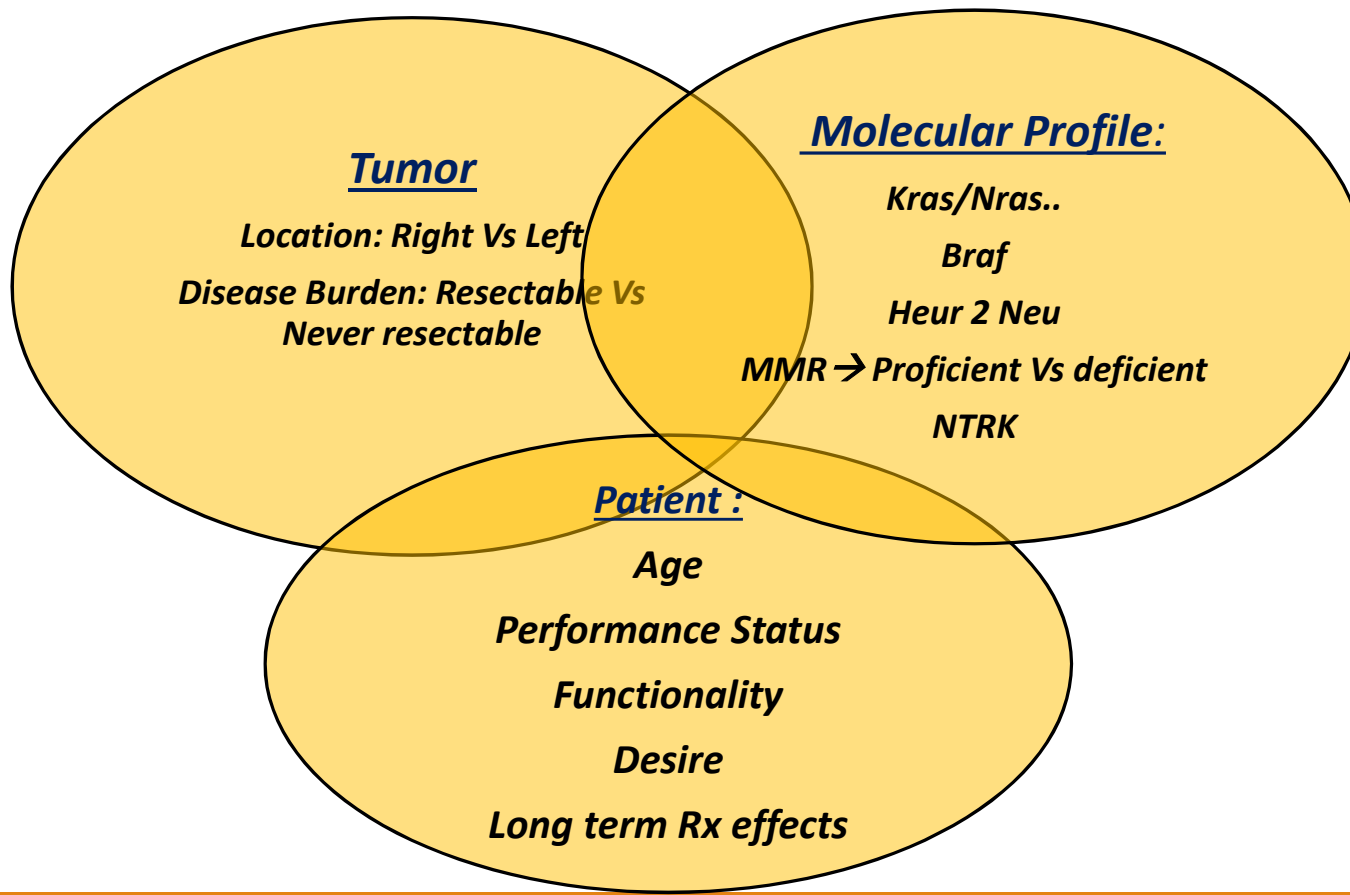 Tumor
Location: Right Vs Left
Disease Burden: Resectable Vs
Never resectable
Molecular Profile:
Kras/Nras..
Braf
Heur 2 Neu
MMR→ Proficient Vs deficient
NTRK
Patient :
Age
Performance Status
Functionality
Desire
Long term Rx effects